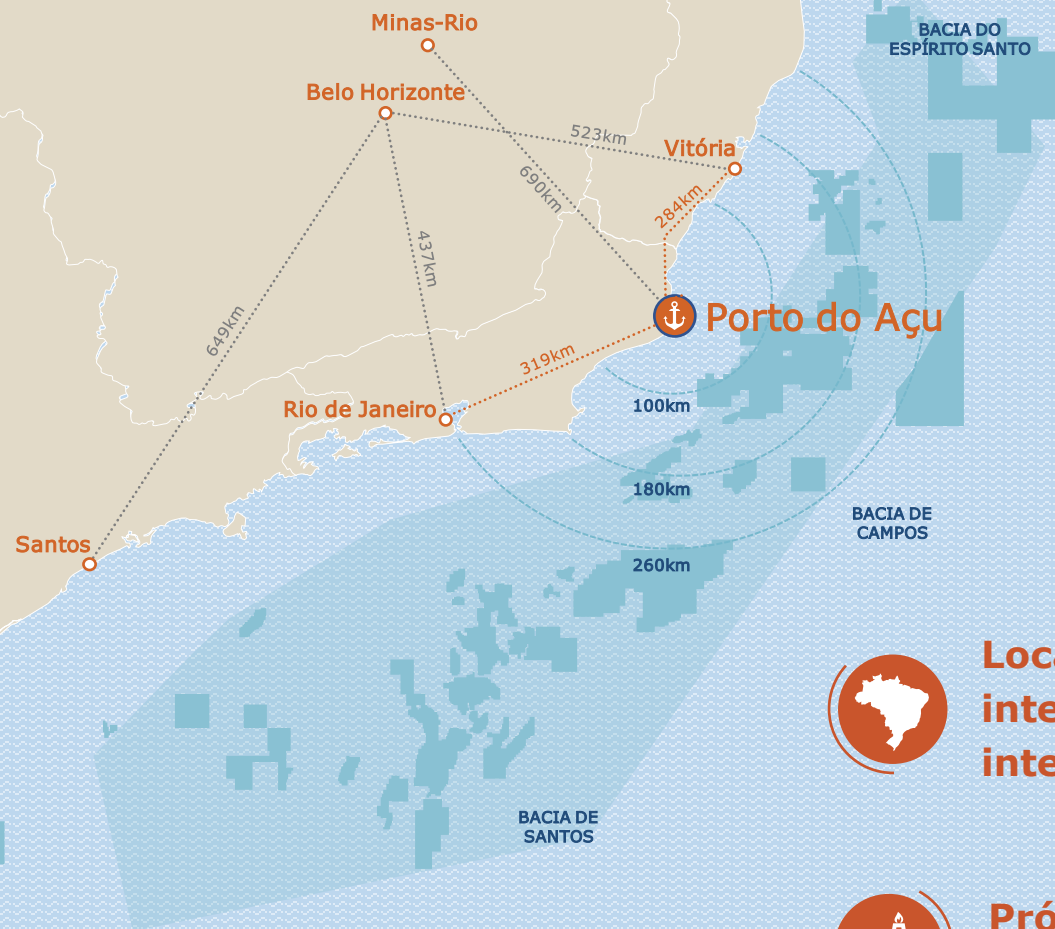 Minas-Rio
BACIA DO
ESPÍRITO SANTO
Belo Horizonte
523km
Vitória
690km
284km
437km
649km
Porto do Açu
319km
Rio de Janeiro
100km
180km
BACIA DE
CAMPOS
Santos
260km
Loc
inte
inte
BACIA DE
SANTOS
Pró